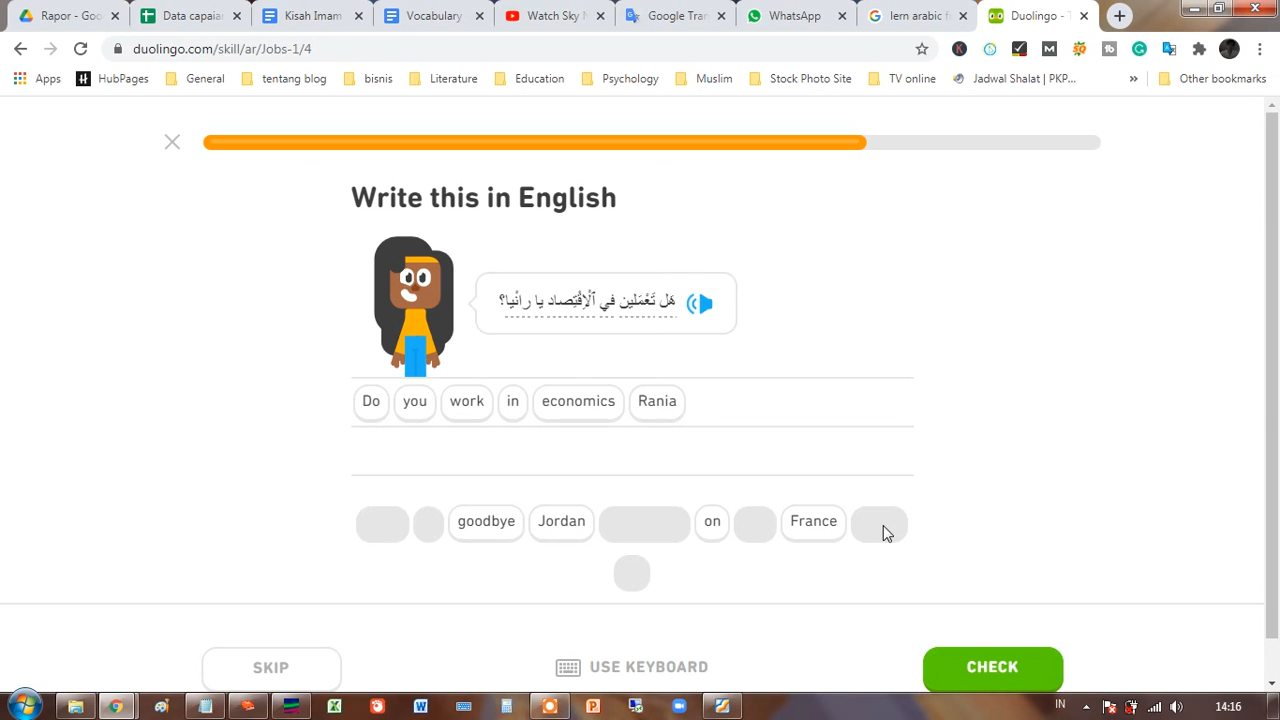 Rapor - Goo
Data capaia
Kisah Imam
Vocabulary
Watch Sky F
Google Tra
WhatsApp
lern arabic f
Duolingo - T
duolingo.com/skill/ar/Jobs-1/4
Apps
HubPages
General
tentang blog
bisnis
Literature
Education
Psychology
Muslim
Stock Photo Site
TV online
Jadwal Shalat | PKP...
»
Other bookmarks
Write this in English
هَل تَعْمَلين في ٱلْاِقْتِصاد يا رانْيا؟
Do you work in economics Rania
goodbye Jordan on France
SKIP
USE KEYBOARD
CHECK
IN
14:16